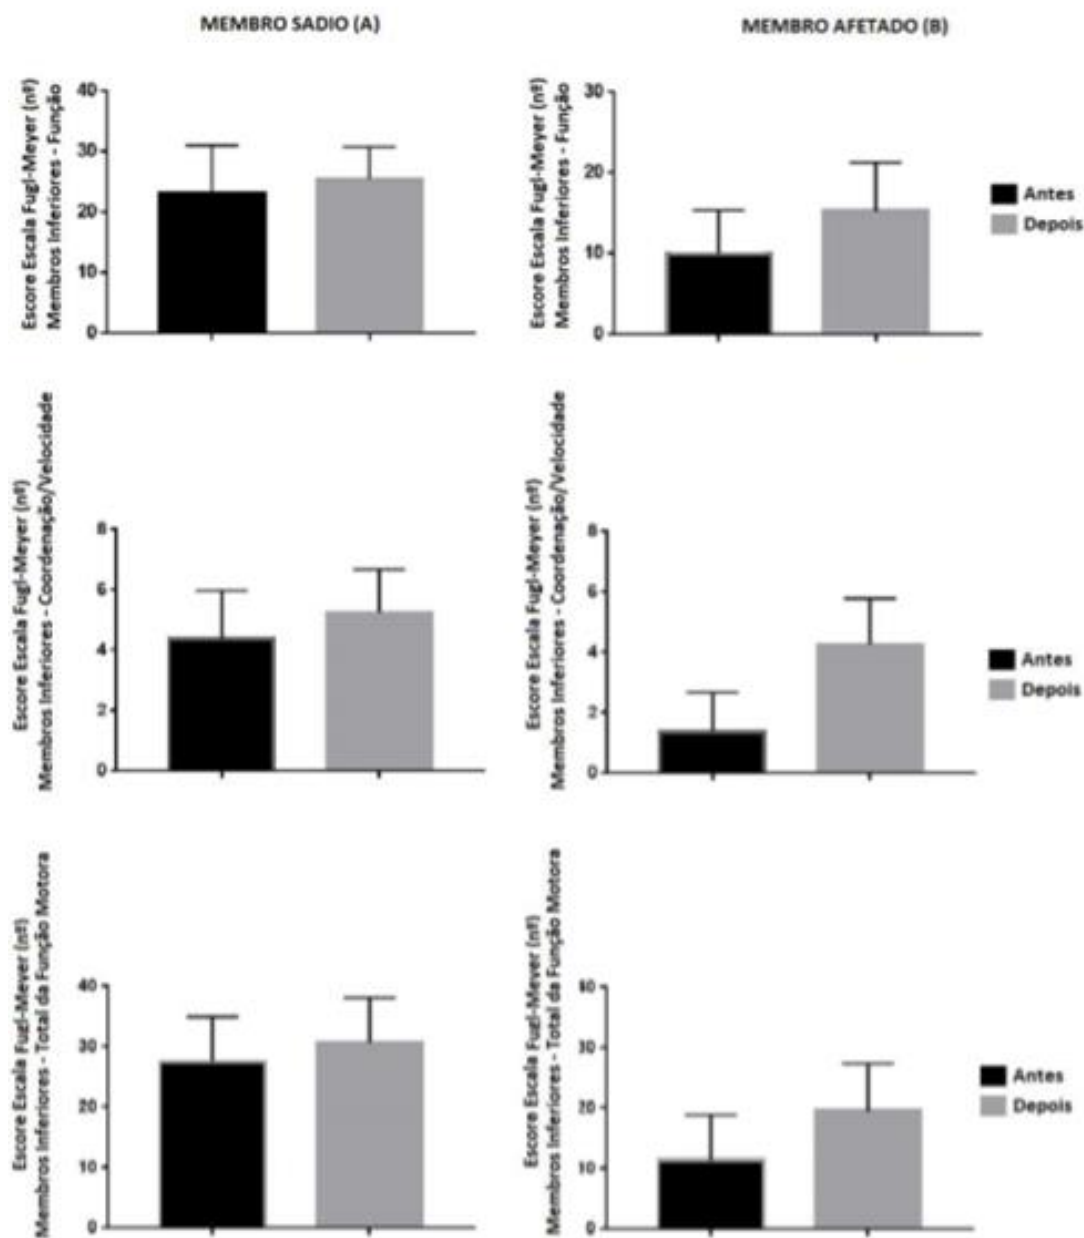 MEMBRO SADIO (A)
MEMBRO AFETADO (B)
Escore Escala Fugl-Meyer (nº)
Membros Inferiores - Função
40
30
20
10
0
Escore Escala Fugl-Meyer (nº)
Membros Inferiores - Função
30
20
10
0
Antes
Depois
Escore Escala Fugl-Meyer (nº)
Membros Inferiores - Coordenação/Velocidade
8
6
4
2
0
Escore Escala Fugl-Meyer (nº)
Membros Inferiores - Coordenação/Velocidade
8
6
4
2
0
Antes
Depois
Escore Escala Fugl-Meyer (nº)
Membros Inferiores - Total da Função Motora
40
30
20
10
0
Escore Escala Fugl-Meyer (nº)
Membros Inferiores - Total da Função Motora
40
30
20
10
0
Antes
Depois